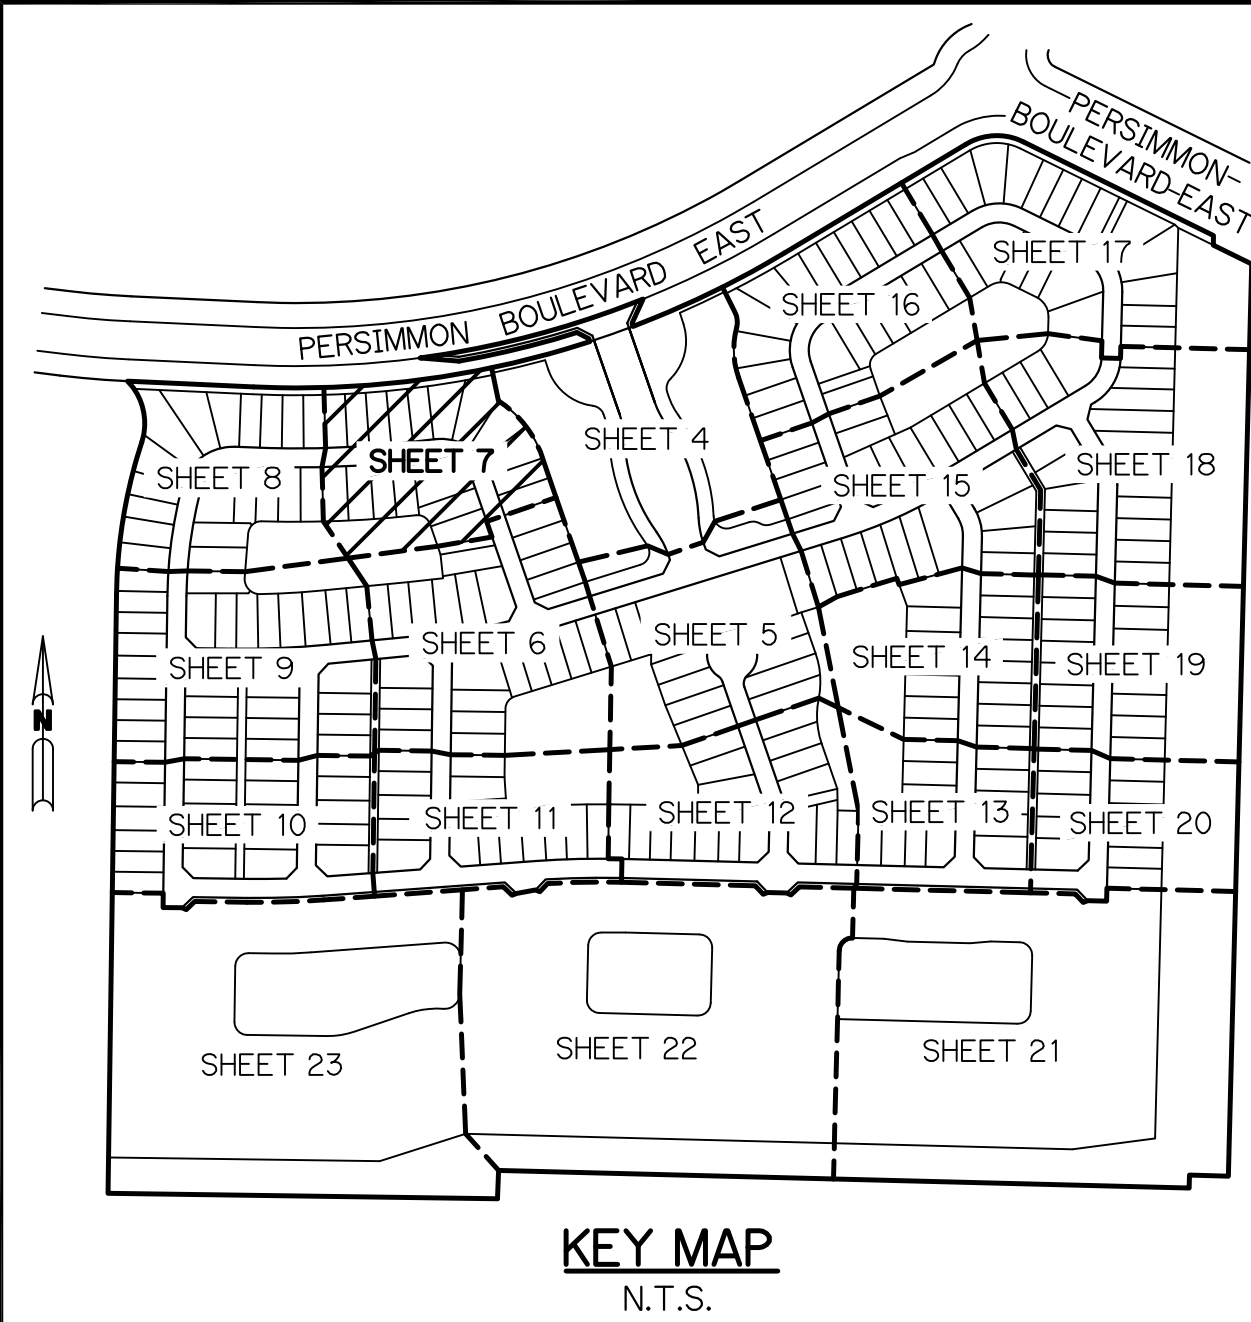 PERSIMMON-
BOULEVARD-EAST
PERSIMMON BOULEVARD EAST
SHEET 17
SHEET 16
SHEET 4
SHEET 7
SHEET 8
SHEET 15
SHEET 18
SHEET 5
SHEET 6
SHEET 14
SHEET 19
SHEET 9
N
SHEET 10
SHEET 11
SHEET 12
SHEET 13
SHEET 20
SHEET 23
SHEET 22
SHEET 21
KEY MAP
N.T.S.